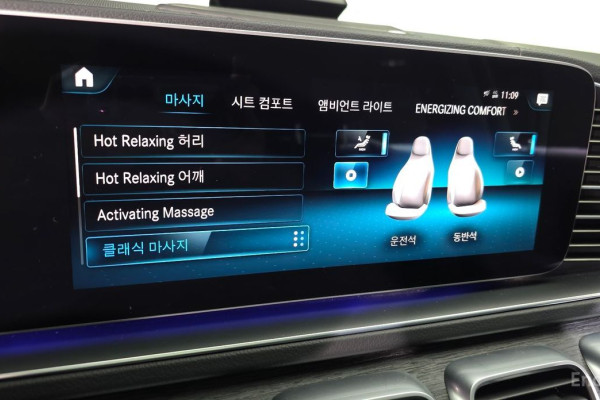 11:09
마사지 시트 컴포트 앰비언트 라이트 ENERGIZING COMFORT »
Hot Relaxing 허리
Hot Relaxing 어깨
Activating Massage
클래식 마사지
운전석 동반석